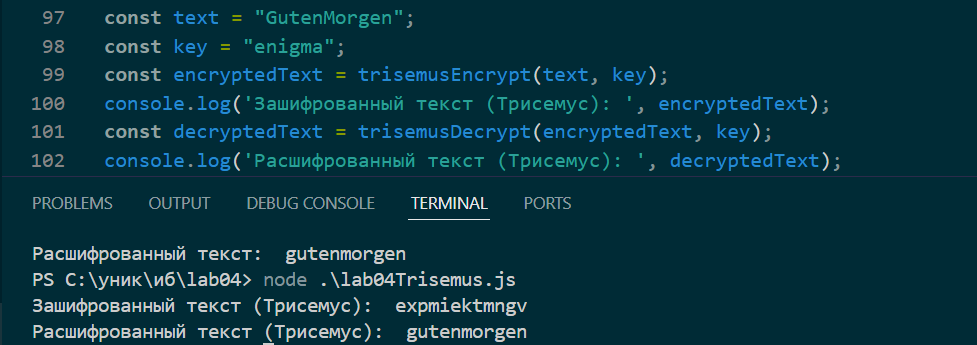 97 const text = "GutenMorgen";
98 const key = "enigma";
99 const encryptedText = trisemusEncrypt(text, key);
100 console.log('Зашифрованный текст (Трисемус): ', encryptedText);
101 const decryptedText = trisemusDecrypt(encryptedText, key);
102 console.log('Расшифрованный текст (Трисемус): ', decryptedText);
PROBLEMS OUTPUT DEBUG CONSOLE TERMINAL PORTS
Расшифрованный текст:  gutenmorgen
PS C:\уник\иб\lab04> node .\lab04Trisemus.js
Зашифрованный текст (Трисемус):  expmiektmngv
Расшифрованный текст (Трисемус):  gutenmorgen